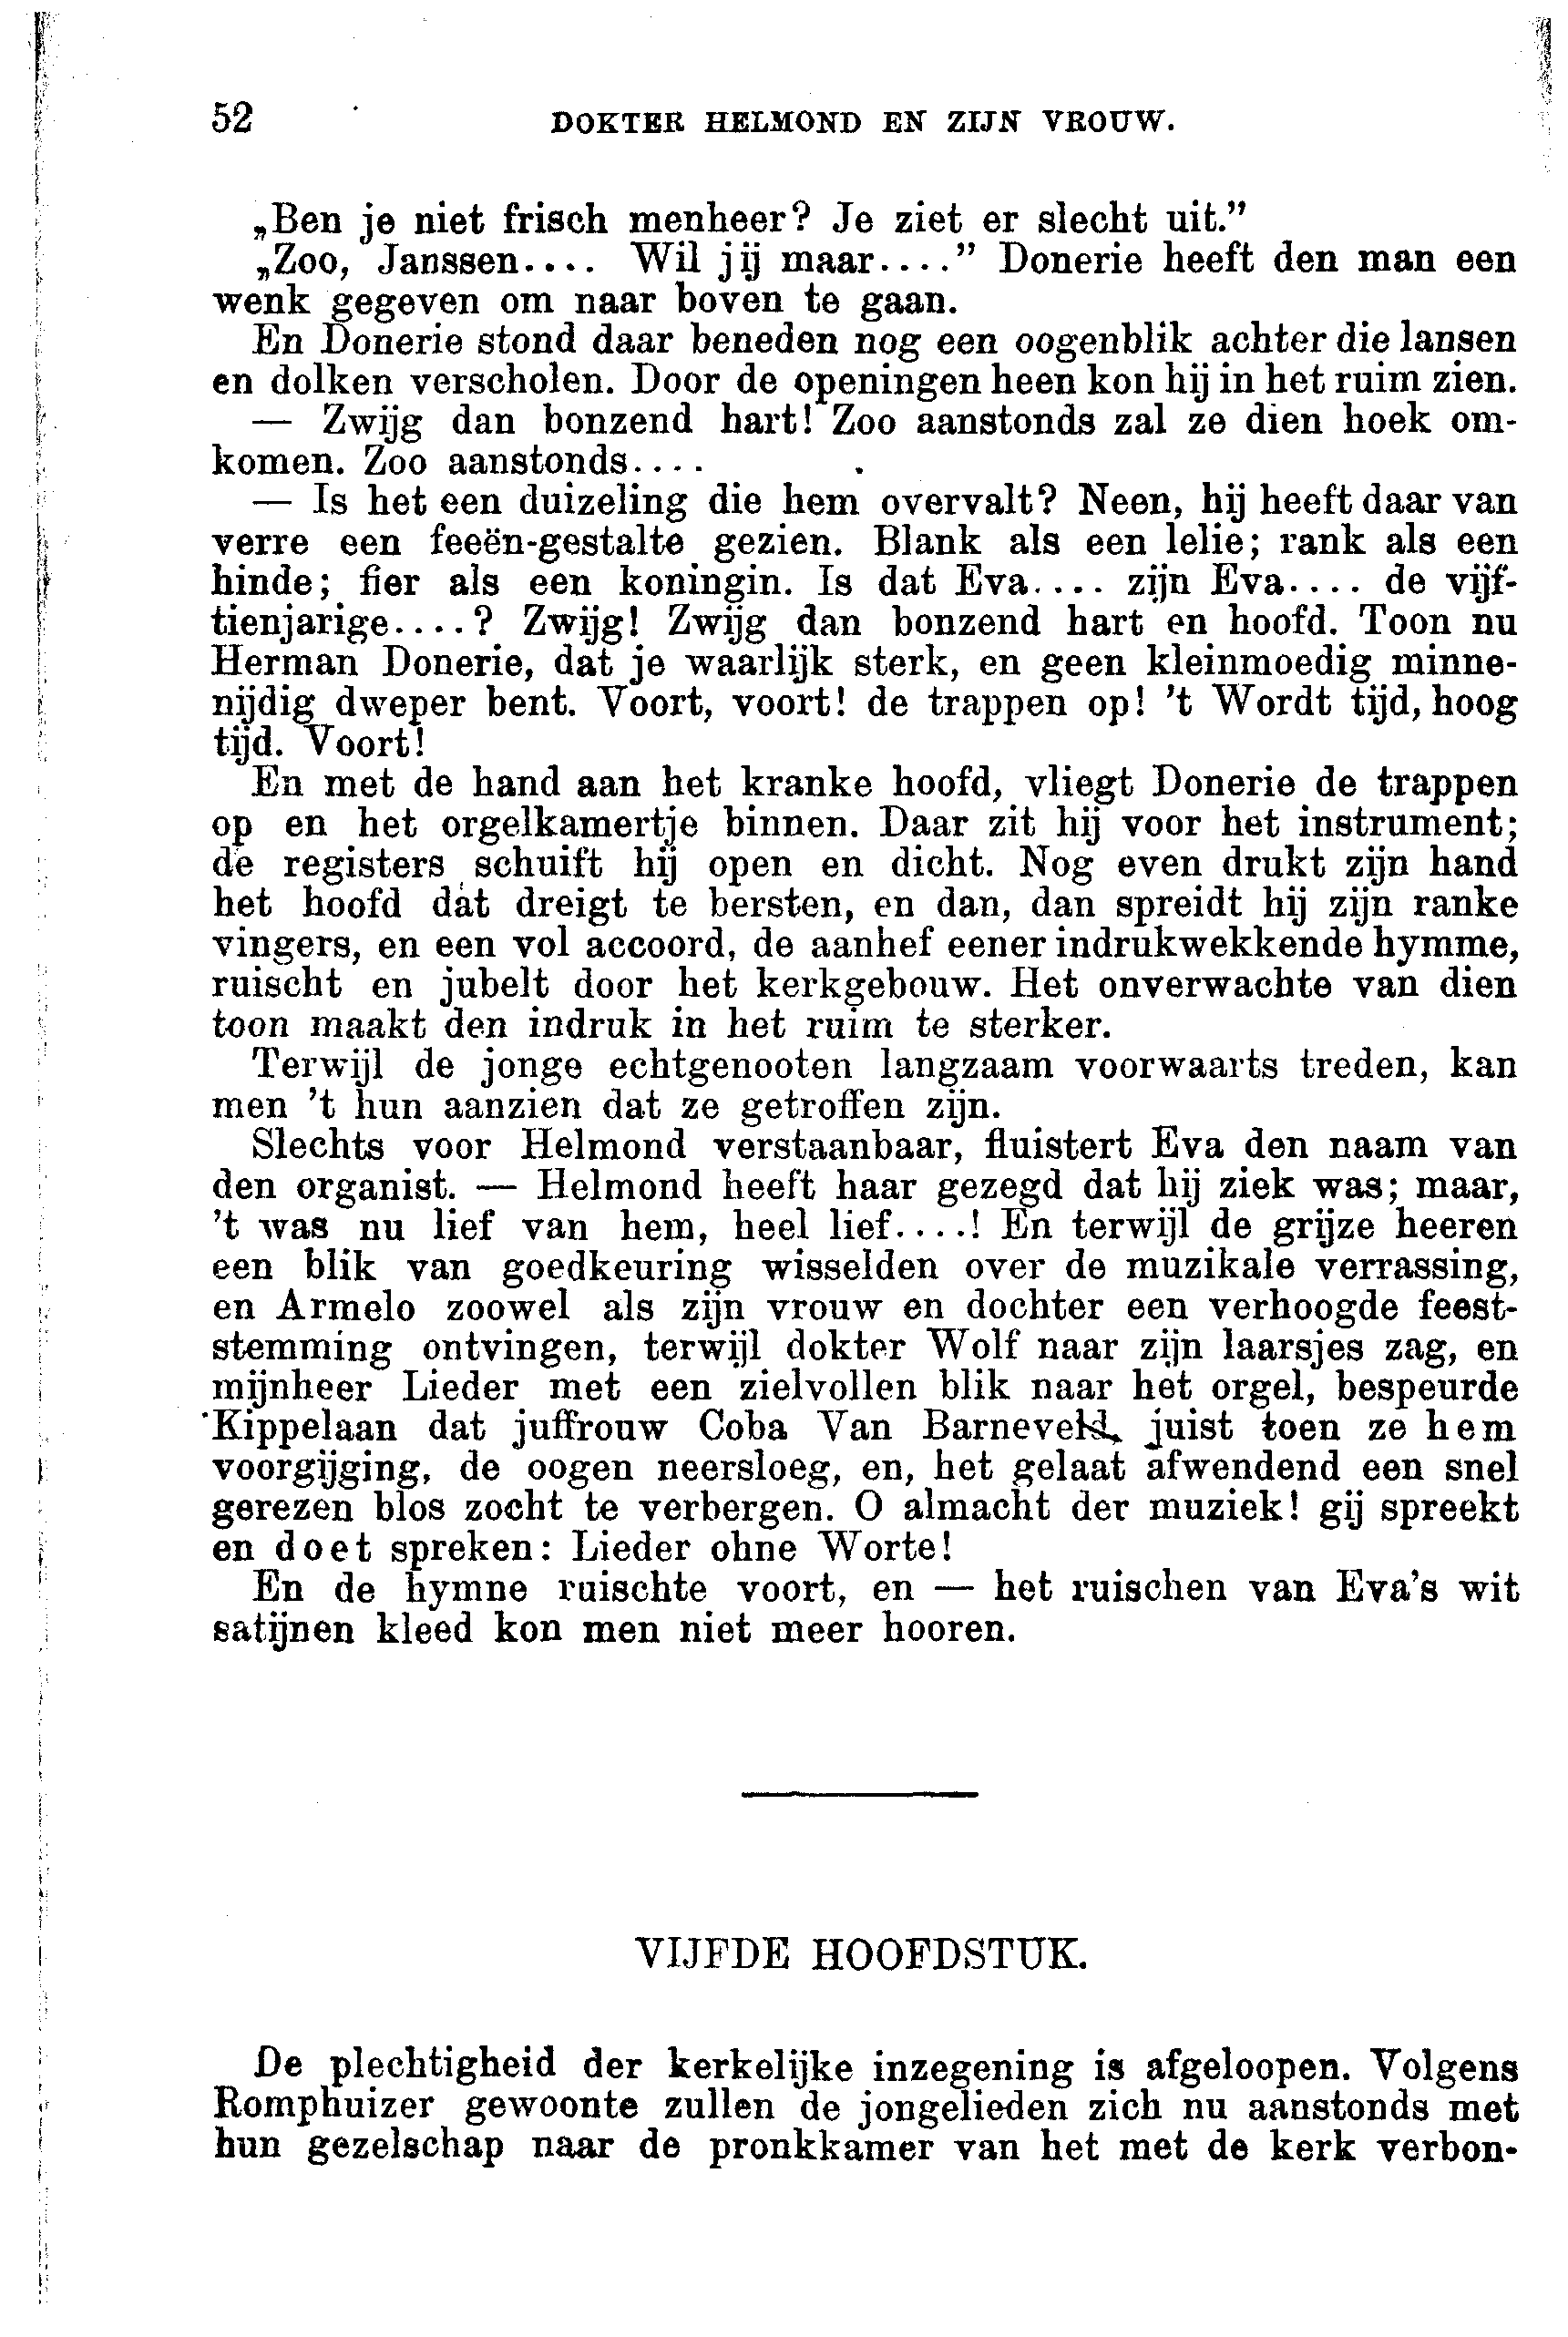 52 DOKTER HELMOND EN ZIJN VROUW.
„Ben je niet frisch menheer? Je ziet er slecht uit.”
„Zoo, Janssen.... Wil jij maar....” Donerie heeft den man een
wenk gegeven om naar boven te gaan.
En Donerie stond daar beneden nog een oogenblik achter die lansen
en dolken verscholen. Door de openingen heen kon hij in het ruim zien.
— Zwijg dan bonzend hart! Zoo aanstonds zal ze dien hoek om-
komen. Zoo aanstonds....
— Is het een duizeling die hem overvalt? Neen, hij heeft daar van
verre een feeën-gestalte gezien. Blank als een lelie; rank als een
hinde; fier als een koningin. Is dat Eva.... zijn Eva.... de vijf-
tienjarige....? Zwijg! Zwijg dan bonzend hart en hoofd. Toon nu
Herman Donerie, dat je waarlijk sterk, en geen kleinmoedig minne-
nijdig dweper bent. Voort, voort! de trappen op! 't Wordt tijd, hoog
tijd. Voort!
En met de hand aan het kranke hoofd, vliegt Donerie de trappen
op en het orgelkamertje binnen. Daar zit hij voor het instrument;
de registers schuift hij open en dicht. Nog even drukt zijn hand
het hoofd dat dreigt te bersten, en dan, dan spreidt hij zijn ranke
vingers, en een vol accoord, de aanhef eener indrukwekkende hymme,
ruischt en jubelt door het kerkgebouw. Het onverwachte van dien
toon maakt den indruk in het ruim te sterker.
Terwijl de jonge echtgenooten langzaam voorwaarts treden, kan
men 't hun aanzien dat ze getroffen zijn.
Slechts voor Helmond verstaanbaar, fluistert Eva den naam van
den organist. — Helmond heeft haar gezegd dat hij ziek was; maar,
't was nu lief van hem, heel lief....! En terwijl de grijze heeren
een blik van goedkeuring wisselden over de muzikale verrassing,
en Armelo zoowel als zijn vrouw en dochter een verhoogde feest-
stemming ontvingen, terwijl dokter Wolf naar zijn laarsjes zag, en
mijnheer Lieder met een zielvollen blik naar het orgel, bespeurde
Kippelaan dat juffrouw Coba Van Barneveld, juist toen ze hem
voorgijging, de oogen neersloeg, en, het gelaat afwendend een snel
gerezen blos zocht te verbergen. O almacht der muziek! gij spreekt
en doet spreken: Lieder ohne Worte!
En de hymne ruischte voort, en — het ruischen van Eva's wit
satijnen kleed kon men niet meer hooren.
VIJFDE HOOFDSTUK.
De plechtigheid der kerkelijke inzegening is afgeloopen. Volgens
Romphuizer gewoonte zullen de jongelieden zich nu aanstonds met
hun gezelschap naar de pronkkamer van het met de kerk verbon-